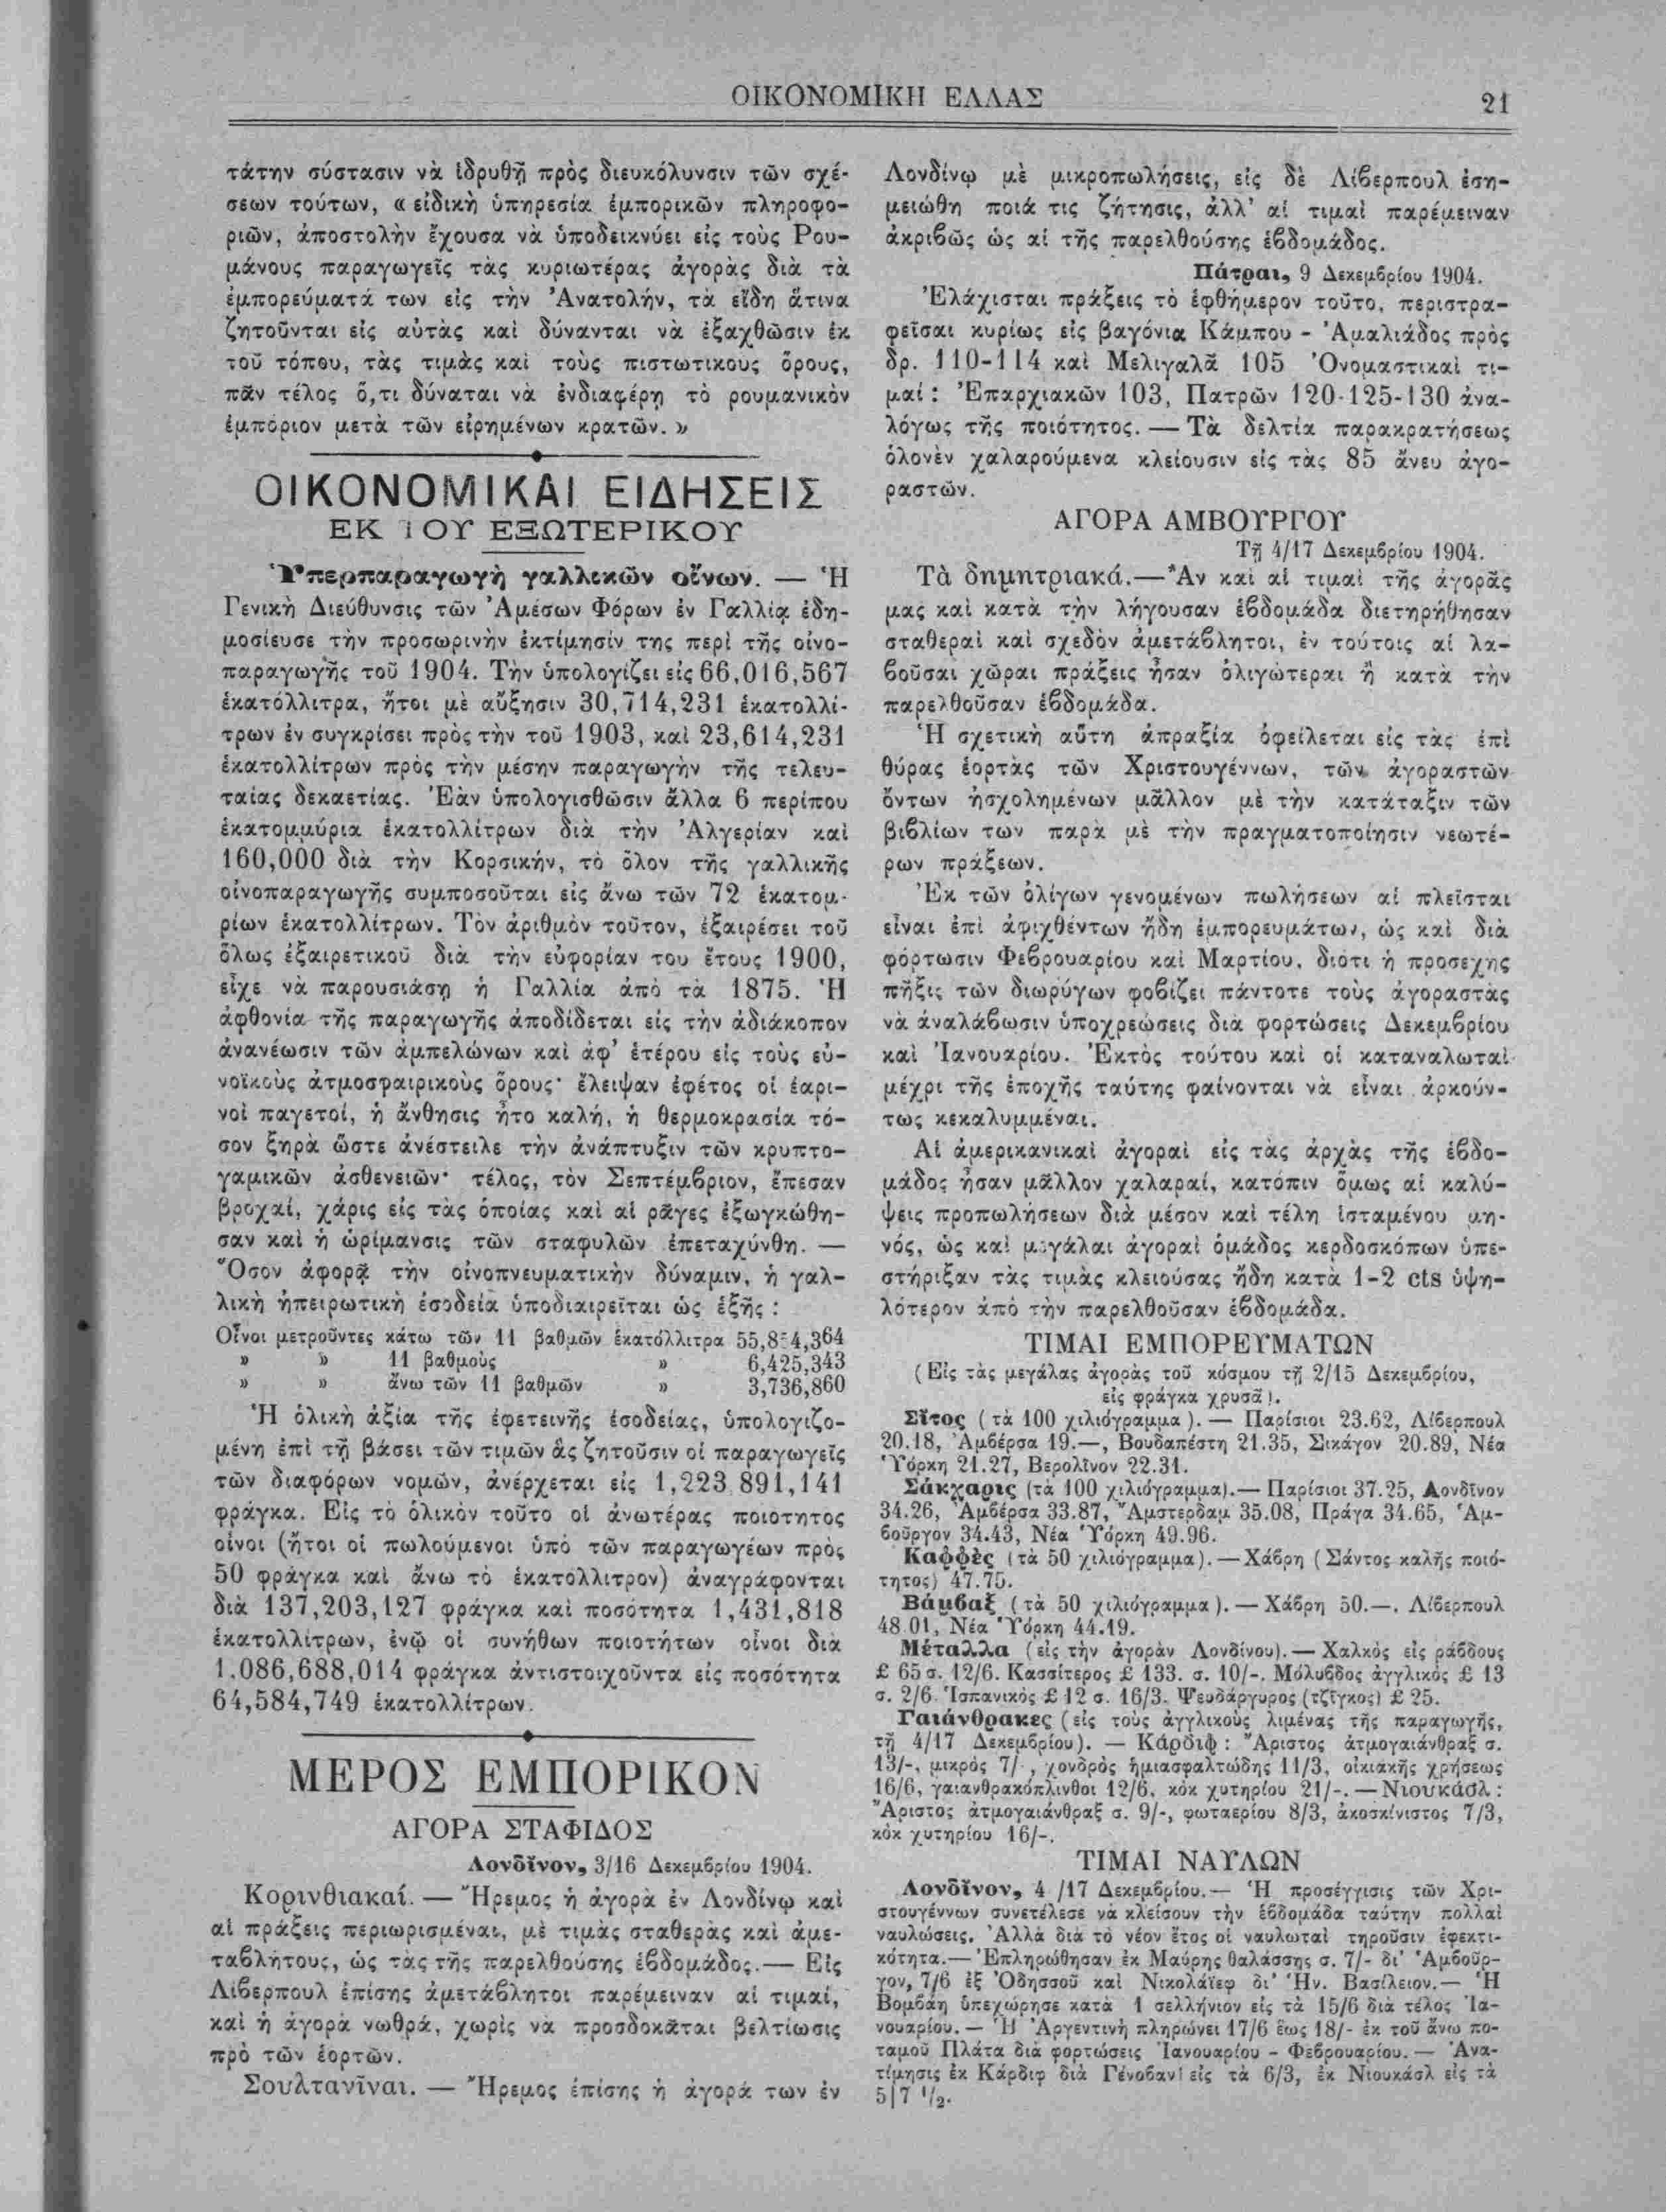 ΟΙΚΟΝΟΜΙΚΗ ΕΛΛΑΣ
21
τάτην σύστασιν νὰ ἱδρυθῇ πρὸς διευκόλυνσιν τῶν σχέ-
σεων τούτων, « εἰδικὴ ὑπηρεσία ἐμπορικῶν πληροφο-
ριῶν, ἀποστολὴν ἔχουσα νὰ ὑποδεικνύει εἰς τοὺς Ρου-
μάνους παραγωγεῖς τὰς κυριωτέρας ἀγορὰς διὰ τὰ
ἐμπορεύματά των εἰς τὴν Ἀνατολήν, τὰ εἴδη ἅτινα
ζητοῦνται εἰς αὐτὰς καὶ δύνανται νὰ ἐξαχθῶσιν ἐκ
τοῦ τόπου, τὰς τιμὰς καὶ τοὺς πιστωτικοὺς ὅρους,
πᾶν τέλος ὅ,τι δύναται νὰ ἐνδιαφέρῃ τὸ ρουμανικὸν
ἐμπόριον μετὰ τῶν εἰρημένων κρατῶν. »
ΟΙΚΟΝΟΜΙΚΑΙ ΕΙΔΗΣΕΙΣ
ΕΚ ΤΟΥ ΕΞΩΤΕΡΙΚΟΥ
Ὑπερπαραγωγὴ γαλλικῶν οἴνων. — Ἡ
Γενικὴ Διεύθυνσις τῶν Ἀμέσων Φόρων ἐν Γαλλίᾳ ἐδη-
μοσίευσε τὴν προσωρινὴν ἐκτίμησίν της περὶ τῆς οἰνο-
παραγωγῆς τοῦ 1904. Τὴν ὑπολογίζει εἰς 66,016,567
ἑκατόλλιτρα, ἤτοι μὲ αὔξησιν 30,714,231 ἑκατολλί-
τρων ἐν συγκρίσει πρὸς τὴν τοῦ 1903, καὶ 23,614,231
ἑκατολλίτρων πρὸς τὴν μέσην παραγωγὴν τῆς τελευ-
ταίας δεκαετίας. Ἐὰν ὑπολογισθῶσιν ἄλλα 6 περίπου
ἑκατομμύρια ἑκατολλίτρων διὰ τὴν Ἀλγερίαν καὶ
160,000 διὰ τὴν Κορσικήν, τὸ ὅλον τῆς γαλλικῆς
οἰνοπαραγωγῆς συμποσοῦται εἰς ἄνω τῶν 72 ἑκατομ-
ρίων ἑκατολλίτρων. Τὸν ἀριθμὸν τοῦτον, ἐξαιρέσει τοῦ
ὅλως ἐξαιρετικοῦ διὰ τὴν εὐφορίαν του ἔτους 1900,
εἶχε νὰ παρουσιάσῃ ἡ Γαλλία ἀπὸ τὰ 1875. Ἡ
ἀφθονία τῆς παραγωγῆς ἀποδίδεται εἰς τὴν ἀδιάκοπον
ἀνανέωσιν τῶν ἀμπελώνων καὶ ἀφ' ἑτέρου εἰς τοὺς εὐ-
νοϊκοὺς ἀτμοσφαιρικοὺς ὅρους· ἔλειψαν ἐφέτος οἱ ἐαρι-
νοὶ παγετοί, ἡ ἄνθησις ἦτο καλή, ἡ θερμοκρασία τό-
σον ξηρὰ ὥστε ἀνέστειλε τὴν ἀνάπτυξιν τῶν κρυπτο-
γαμικῶν ἀσθενειῶν· τέλος, τὸν Σεπτέμβριον, ἔπεσαν
βροχαί, χάρις εἰς τὰς ὁποίας καὶ αἱ ρᾶγες ἐξωγκώθη-
σαν καὶ ἡ ὡρίμανσις τῶν σταφυλῶν ἐπεταχύνθη. —
Ὅσον ἀφορᾷ τὴν οἰνοπνευματικὴν δύναμιν, ἡ γαλ-
λικὴ ἠπειρωτικὴ ἐσοδεία ὑποδιαιρεῖται ὡς ἑξῆς :
Οἶνοι μετροῦντες κάτω τῶν 11 βαθμῶν ἑκατόλλιτρα 55,854,364
» » 11 βαθμοὺς » 6,425,343
» » ἄνω τῶν 11 βαθμῶν » 3,736,860
Ἡ ὁλικὴ ἀξία τῆς ἐφετεινῆς ἐσοδείας, ὑπολογιζο-
μένη ἐπὶ τῇ βάσει τῶν τιμῶν ἃς ζητοῦσιν οἱ παραγωγεῖς
τῶν διαφόρων νομῶν, ἀνέρχεται εἰς 1,223,891,141
φράγκα. Εἰς τὸ ὁλικὸν τοῦτο οἱ ἀνωτέρας ποιότητος
οἶνοι (ἤτοι οἱ πωλούμενοι ὑπὸ τῶν παραγωγέων πρὸς
50 φράγκα καὶ ἄνω τὸ ἑκατόλλιτρον) ἀναγράφονται
διὰ 137,203,127 φράγκα καὶ ποσότητα 1,431,818
ἑκατολλίτρων, ἐνῷ οἱ συνήθων ποιοτήτων οἶνοι διὰ
1.086,688,014 φράγκα ἀντιστοιχοῦντα εἰς ποσότητα
64,584,749 ἑκατολλίτρων.
ΜΕΡΟΣ ΕΜΠΟΡΙΚΟΝ
ΑΓΟΡΑ ΣΤΑΦΙΔΟΣ
Λονδῖνον, 3/16 Δεκεμβρίου 1904.
Κορινθιακαί. — Ἤρεμος ἡ ἀγορὰ ἐν Λονδίνῳ καὶ
αἱ πράξεις περιωρισμέναι, μὲ τιμὰς σταθερὰς καὶ ἀμε-
ταβλήτους, ὡς τὰς τῆς παρελθούσης ἑβδομάδος.— Εἰς
Λίβερπουλ ἐπίσης ἀμετάβλητοι παρέμειναν αἱ τιμαί,
καὶ ἡ ἀγορὰ νωθρά, χωρὶς νὰ προσδοκᾶται βελτίωσις
πρὸ τῶν ἑορτῶν.
Σουλτανῖναι. — Ἤρεμος ἐπίσης ἡ ἀγορά των ἐν
Λονδίνῳ μὲ μικροπωλήσεις, εἰς δὲ Λίβερπουλ ἐση-
μειώθη ποιά τις ζήτησις, ἀλλ' αἱ τιμαὶ παρέμειναν
ἀκριβῶς ὡς αἱ τῆς παρελθούσης ἑβδομάδος.
Πάτραι, 9 Δεκεμβρίου 1904.
Ἐλάχισται πράξεις τὸ ἑφθήμερον τοῦτο, περιστρα-
φεῖσαι κυρίως εἰς βαγόνια Κάμπου - Ἀμαλιάδος πρὸς
δρ. 110-114 καὶ Μελιγαλᾶ 105 Ὀνομαστικαὶ τι-
μαί : Ἐπαρχιακῶν 103, Πατρῶν 120-125-130 ἀνα-
λόγως τῆς ποιότητος. — Τὰ δελτία παρακρατήσεως
ὁλονὲν χαλαρούμενα κλείουσιν εἰς τὰς 85 ἄνευ ἀγο-
ραστῶν.
ΑΓΟΡΑ ΑΜΒΟΥΡΓΟΥ
Τῇ 4/17 Δεκεμβρίου 1904.
Τὰ δημητριακά.—Ἂν καὶ αἱ τιμαὶ τῆς ἀγορᾶς
μας καὶ κατὰ τὴν λήγουσαν ἑβδομάδα διετηρήθησαν
σταθεραὶ καὶ σχεδὸν ἀμετάβλητοι, ἐν τούτοις αἱ λα-
βοῦσαι χῶραι πράξεις ἦσαν ὀλιγώτεραι ἢ κατὰ τὴν
παρελθοῦσαν ἑβδομάδα.
Ἡ σχετικὴ αὕτη ἀπραξία ὀφείλεται εἰς τὰς ἐπὶ
θύρας ἑορτὰς τῶν Χριστουγέννων, τῶν ἀγοραστῶν
ὄντων ἠσχολημένων μᾶλλον μὲ τὴν κατάταξιν τῶν
βιβλίων των παρὰ μὲ τὴν πραγματοποίησιν νεωτέ-
ρων πράξεων.
Ἐκ τῶν ὀλίγων γενομένων πωλήσεων αἱ πλεῖσται
εἶναι ἐπὶ ἀφιχθέντων ἤδη ἐμπορευμάτων, ὡς καὶ διὰ
φόρτωσιν Φεβρουαρίου καὶ Μαρτίου, διότι ἡ προσεχὴς
πῆξις τῶν διωρύγων φοβίζει πάντοτε τοὺς ἀγοραστὰς
νὰ ἀναλάβωσιν ὑποχρεώσεις διὰ φορτώσεις Δεκεμβρίου
καὶ Ἰανουαρίου. Ἐκτὸς τούτου καὶ οἱ καταναλωταὶ
μέχρι τῆς ἐποχῆς ταύτης φαίνονται νὰ εἶναι ἀρκούν-
τως κεκαλυμμέναι.
Αἱ ἀμερικανικαὶ ἀγοραὶ εἰς τὰς ἀρχὰς τῆς ἑβδο-
μάδος ἦσαν μᾶλλον χαλαραί, κατόπιν ὅμως αἱ καλύ-
ψεις προπωλήσεων διὰ μέσον καὶ τέλη ἱσταμένου μη-
νός, ὡς καὶ μεγάλαι ἀγοραὶ ὁμάδος κερδοσκόπων ὑπε-
στήριξαν τὰς τιμὰς κλειούσας ἤδη κατὰ 1-2 cts ὑψη-
λότερον ἀπὸ τὴν παρελθοῦσαν ἑβδομάδα.
ΤΙΜΑΙ ΕΜΠΟΡΕΥΜΑΤΩΝ
( Εἰς τὰς μεγάλας ἀγορὰς τοῦ κόσμου τῇ 2/15 Δεκεμβρίου,
εἰς φράγκα χρυσᾶ ).
Σῖτος ( τὰ 100 χιλιόγραμμα ). — Παρίσιοι 23.62, Λίβερπουλ
20.18, Ἀμβέρσα 19.—, Βουδαπέστη 21.35, Σικάγον 20.89, Νέα
Ὑόρκη 21.27, Βερολῖνον 22.31.
Σάκχαρις (τὰ 100 χιλιόγραμμα).— Παρίσιοι 37.25, Λονδῖνον
34.26, Ἀμβέρσα 33.87, Ἄμστερδαμ 35.08, Πράγα 34.65, Ἁμ-
βοῦργον 34.43, Νέα Ὑόρκη 49.96.
Καφφὲς (τὰ 50 χιλιόγραμμα).—Χάβρη (Σάντος καλῆς ποιό-
τητος) 47.75.
Βάμβαξ (τὰ 50 χιλιόγραμμα).— Χάβρη 50.—, Λίβερπουλ
48.01, Νέα Ὑόρκη 44.19.
Μέταλλα (εἰς τὴν ἀγορὰν Λονδίνου).— Χαλκὸς εἰς ράβδους
£ 65 σ. 12/6. Κασσίτερος £ 133. σ. 10/-. Μόλυβδος ἀγγλικὸς £ 13
σ. 2/6. Ἱσπανικὸς £ 12 σ. 16/3. Ψευδάργυρος (τζίγκος) £ 25.
Γαιάνθρακες (εἰς τοὺς ἀγγλικοὺς λιμένας τῆς παραγωγῆς,
τῇ 4/17 Δεκεμβρίου). — Κάρδιφ : Ἄριστος ἀτμογαιάνθραξ σ.
13/-, μικρὸς 7/-, χονδρὸς ἡμιασφαλτώδης 11/3, οἰκιακῆς χρήσεως
16/6, γαιανθρακόπλινθοι 12/6, κὸκ χυτηρίου 21/-. — Νιουκάσλ :
Ἄριστος ἀτμογαιάνθραξ σ. 9/-, φωταερίου 8/3, ἀκοσκίνιστος 7/3,
κὸκ χυτηρίου 16/-.
ΤΙΜΑΙ ΝΑΥΛΩΝ
Λονδῖνον, 4 /17 Δεκεμβρίου.— Ἡ προσέγγισις τῶν Χρι-
στουγέννων συνετέλεσε νὰ κλείσουν τὴν ἑβδομάδα ταύτην πολλαὶ
ναυλώσεις. Ἀλλὰ διὰ τὸ νέον ἔτος οἱ ναυλωταὶ τηροῦσιν ἐφεκτι-
κότητα.— Ἐπληρώθησαν ἐκ Μαύρης θαλάσσης σ. 7/- δι' Ἁμβοῦρ-
γον, 7/6 ἐξ Ὀδησσοῦ καὶ Νικολάϊεφ δι' Ἡν. Βασίλειον.— Ἡ
Βομβάη ὑπεχώρησε κατὰ 1 σελλήνιον εἰς τὰ 15/6 διὰ τέλος Ἰα-
νουαρίου. — Ἡ Ἀργεντινὴ πληρώνει 17/6 ἕως 18/- ἐκ τοῦ ἄνω πο-
ταμοῦ Πλάτα διὰ φορτώσεις Ἰανουαρίου - Φεβρουαρίου. — Ἀνα-
τίμησις ἐκ Κάρδιφ διὰ Γένοβαν εἰς τὰ 6/3, ἐκ Νιουκάσλ εἰς τὰ
5/7 1/2.